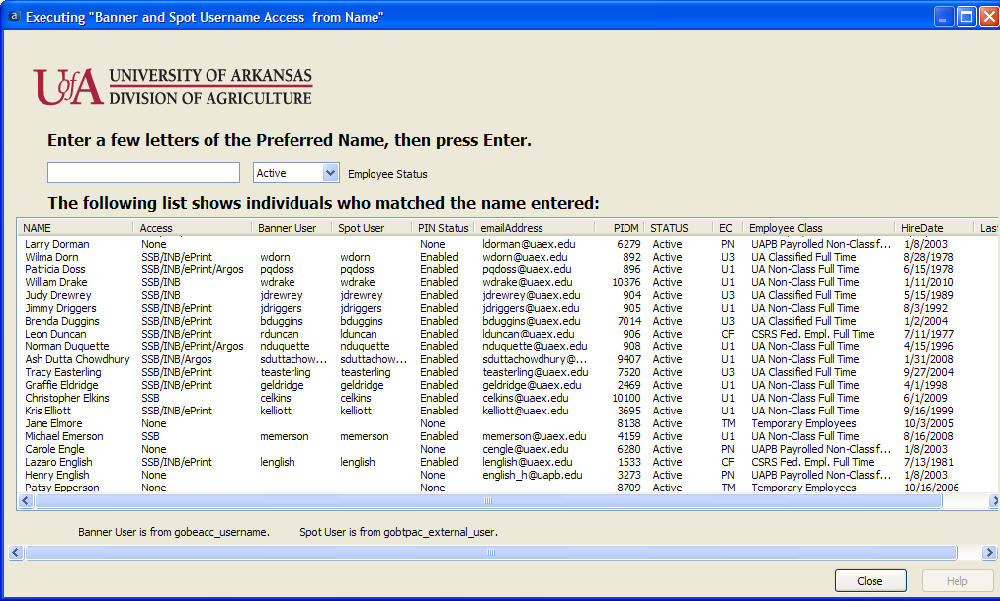 a Executing "Banner and Spot Username Access from Name"
UofA UNIVERSITY OF ARKANSAS
DIVISION OF AGRICULTURE
Enter a few letters of the Preferred Name, then press Enter.
Active Employee Status
The following list shows individuals who matched the name entered:
NAME Access Banner User Spot User PIN Status emailAddress PIDM STATUS EC Employee Class HireDate Las
Larry Dorman None None ldorman@uaex.edu 6279 Active PN UAPB Payrolled Non-Classif... 1/8/2003
Wilma Dorn SSB/INB/ePrint wdorn wdorn Enabled wdorn@uaex.edu 892 Active U3 UA Classified Full Time 8/28/1978
Patricia Doss SSB/INB/ePrint/Argos pqdoss pqdoss Enabled pqdoss@uaex.edu 896 Active U1 UA Non-Class Full Time 6/15/1978
William Drake SSB/INB wdrake wdrake Enabled wdrake@uaex.edu 10376 Active U1 UA Non-Class Full Time 1/11/2010
Judy Drewrey SSB/INB jdrewrey jdrewrey Enabled jdrewrey@uaex.edu 904 Active U3 UA Classified Full Time 5/15/1989
Jimmy Driggers SSB/INB/ePrint jdriggers jdriggers Enabled jdriggers@uaex.edu 905 Active U1 UA Non-Class Full Time 8/3/1992
Brenda Duggins SSB/INB/ePrint bduggins bduggins Enabled bduggins@uaex.edu 7014 Active U3 UA Classified Full Time 1/2/2004
Leon Duncan SSB/INB/ePrint rduncan lduncan Enabled lduncan@uaex.edu 906 Active CF CSRS Fed. Empl. Full Time 7/11/1977
Norman Duquette SSB/INB/ePrint/Argos nduquette nduquette Enabled nduquette@uaex.edu 908 Active U1 UA Non-Class Full Time 4/15/1996
Ash Dutta Chowdhury SSB/INB/Argos sduttachow... sduttachow... Enabled sduttachowdhury@... 9407 Active U1 UA Non-Class Full Time 1/31/2008
Tracy Easterling SSB/INB/ePrint teasterling teasterling Enabled teasterling@uaex.edu 7520 Active U3 UA Classified Full Time 9/27/2004
Graffie Eldridge SSB/INB/ePrint geldridge geldridge Enabled geldridge@uaex.edu 2469 Active U1 UA Non-Class Full Time 4/1/1998
Christopher Elkins SSB celkins celkins Enabled celkins@uaex.edu 10100 Active U1 UA Non-Class Full Time 6/1/2009
Kris Elliott SSB/INB/ePrint kelliott kelliott Enabled kelliott@uaex.edu 3695 Active U1 UA Non-Class Full Time 9/16/1999
Jane Elmore None None 8138 Active TM Temporary Employees 10/3/2005
Michael Emerson SSB memerson memerson Enabled memerson@uaex.edu 4159 Active U1 UA Non-Class Full Time 8/16/2008
Carole Engle None None cengle@uaex.edu 6280 Active PN UAPB Payrolled Non-Classif... 1/8/2003
Lazaro English SSB/INB/ePrint lenglish lenglish Enabled lenglish@uaex.edu 1533 Active CF CSRS Fed. Empl. Full Time 7/13/1981
Henry English None None english_h@uapb.edu 3273 Active PN UAPB Payrolled Non-Classif... 1/8/2003
Patsy Epperson None None 8709 Active TM Temporary Employees 10/16/2006
Banner User is from gobeacc_username. Spot User is from gobtpac_external_user.
Close Help